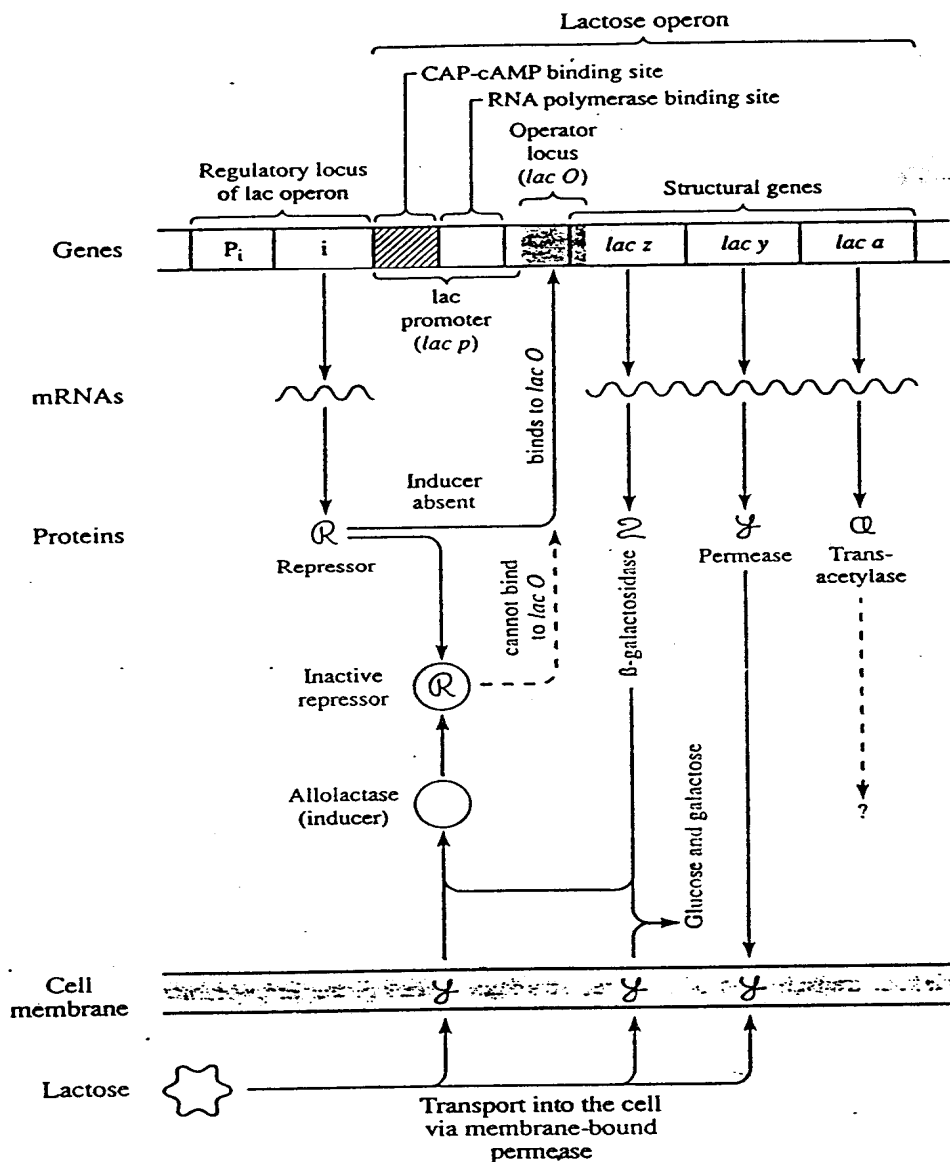 Lactose operon
CAP-cAMP binding site
RNA polymerase binding site
Operator
locus
(lac O)
Regulatory locus
of lac operon
Structural genes
Genes
Pi
i
lac z
lac y
lac a
lac
promoter
(lac p)
binds to lac O
mRNAs
Inducer
absent
Proteins
R
Repressor
cannot bind
to lac O
β-galactosidase
y
Permease
Trans-
acetylase
Inactive
repressor
R
Allolactase
(inducer)
?
Glucose and galactose
Cell
membrane
y
y
y
Lactose
Transport into the cell
via membrane-bound
permease